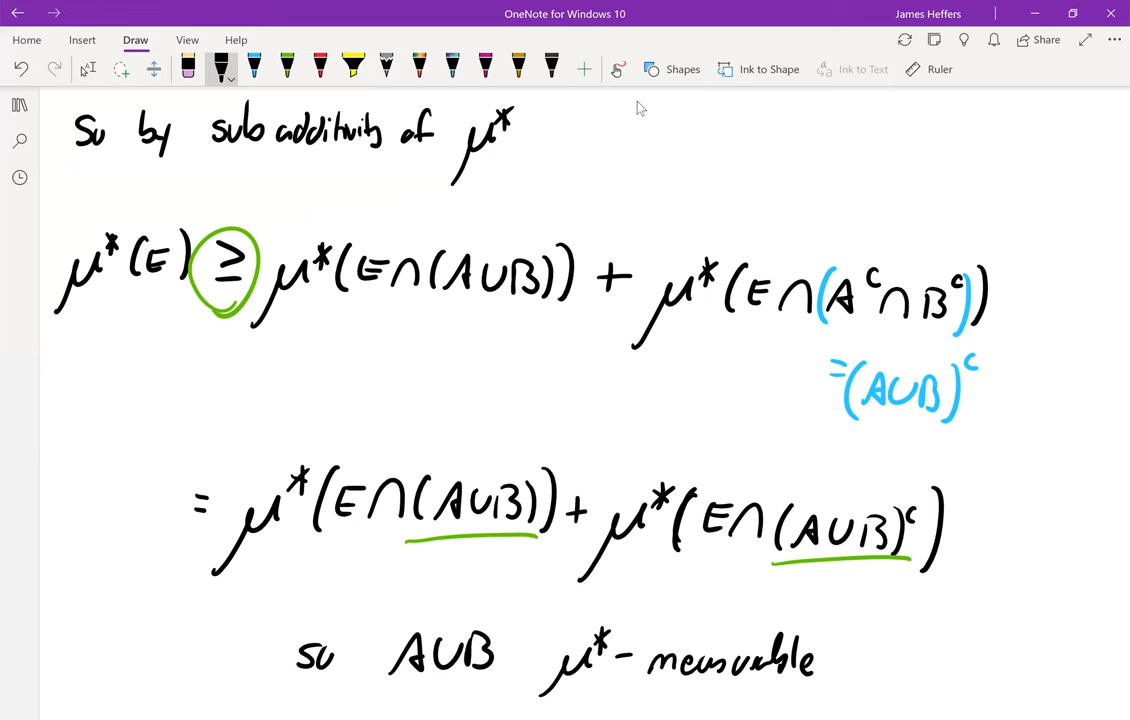 OneNote for Windows 10
James Heffers
Home Insert Draw View Help
Share
Shapes
Ink to Shape
Ink to Text
Ruler
So by subadditivity of μ*
μ*(E) ≥ μ*(E∩(A∪B)) + μ*(E∩(Aᶜ∩Bᶜ))
=(A∪B)ᶜ
= μ*(E∩(A∪B)) + μ*(E∩(A∪B)ᶜ)
so A∪B μ*-measurable